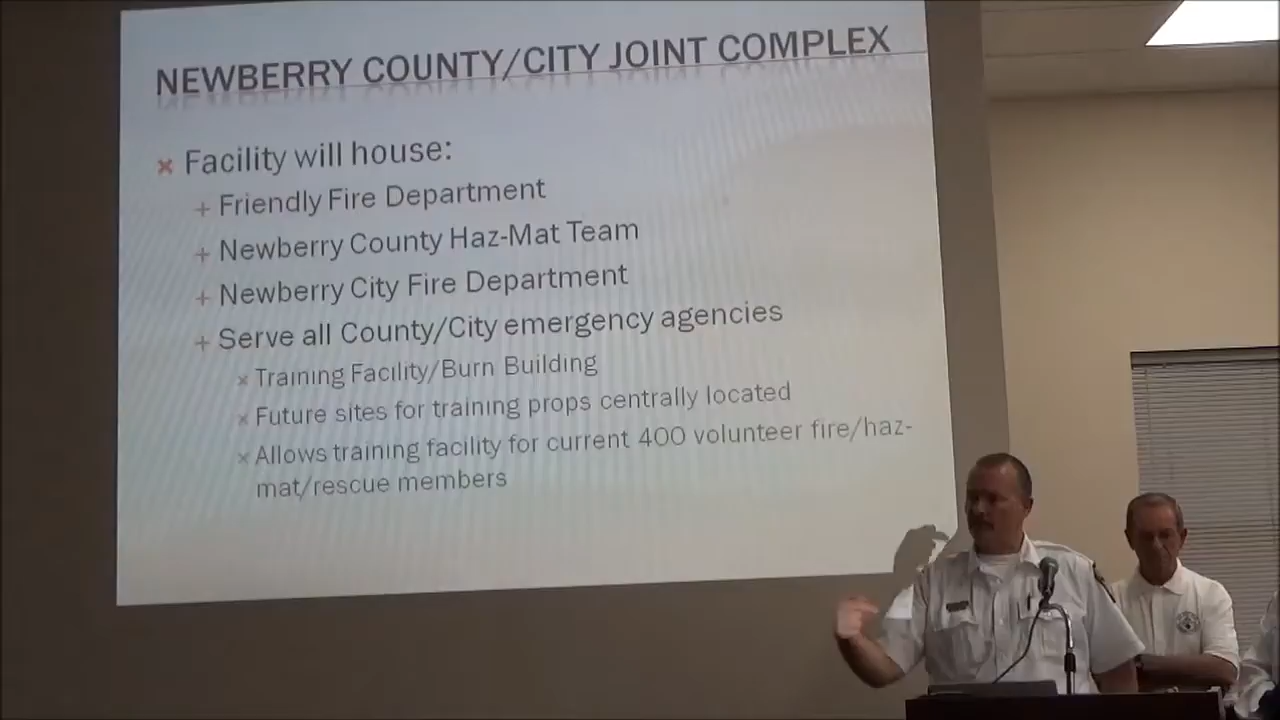 NEWBERRY COUNTY/CITY JOINT COMPLEX
Facility will house:
Friendly Fire Department
Newberry County Haz-Mat Team
Newberry City Fire Department
Serve all County/City emergency agencies
Training Facility/Burn Building
Future sites for training props centrally located
Allows training facility for current 400 volunteer fire/haz-
mat/rescue members